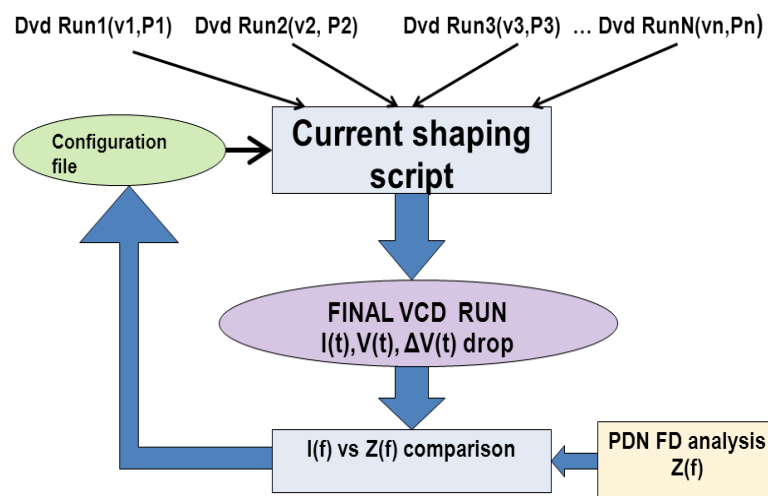 Dvd Run1(v1,P1) Dvd Run2(v2, P2) Dvd Run3(v3,P3) ... Dvd RunN(vn,Pn)
Current shaping
script
Configuration
file
FINAL VCD RUN
I(t),V(t), ΔV(t) drop
I(f) vs Z(f) comparison
PDN FD analysis
Z(f)